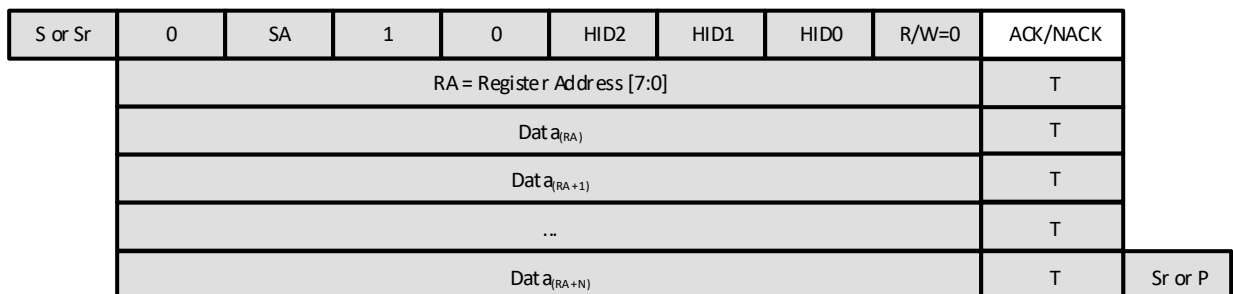 S or Sr 0 SA 1 0 HID2 HID1 HID0 R/W=0 ACK/NACK
RA = Register Address [7:0] T
Data(RA) T
Data(RA+1) T
... T
Data(RA+N) T Sr or P